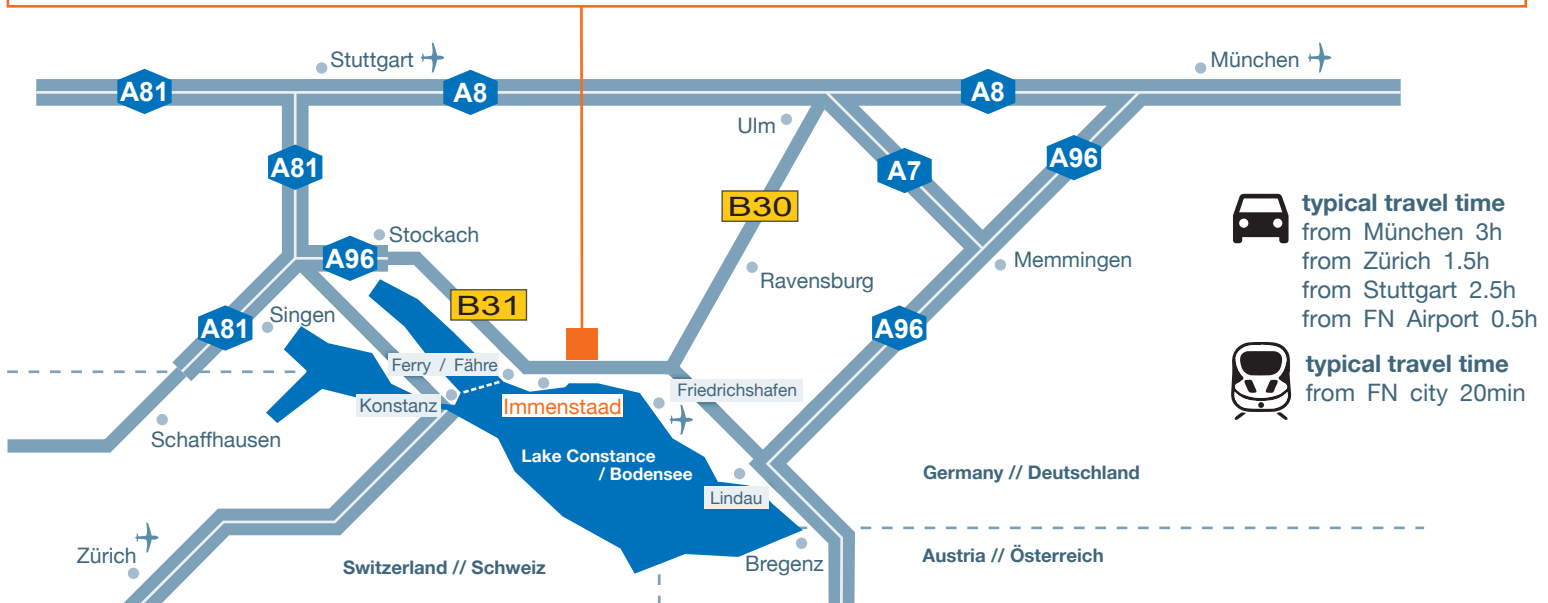 Stuttgart
München
A81
A8
A8
Ulm
A81
A7
A96
B30
typical travel time
from München 3h
from Zürich 1.5h
from Stuttgart 2.5h
from FN Airport 0.5h
Stockach
A96
Memmingen
Ravensburg
B31
Singen
A81
A96
Ferry / Fähre
typical travel time
from FN city 20min
Friedrichshafen
Konstanz
Immenstaad
Schaffhausen
Lake Constance
/ Bodensee
Germany // Deutschland
Lindau
Zürich
Switzerland // Schweiz
Bregenz
Austria // Österreich